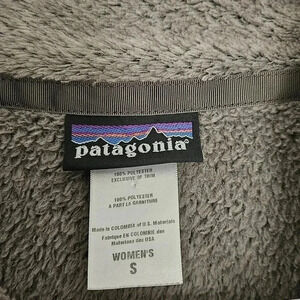 patagonia®
100% POLYESTER
EXCLUSIVE OF TRIM
100% POLYESTER
A PART LA GARNITURE
Made in COLOMBIA of U.S. Materials
Fabriqué EN COLOMBIE des
Matériaux des USA
WOMEN'S
S